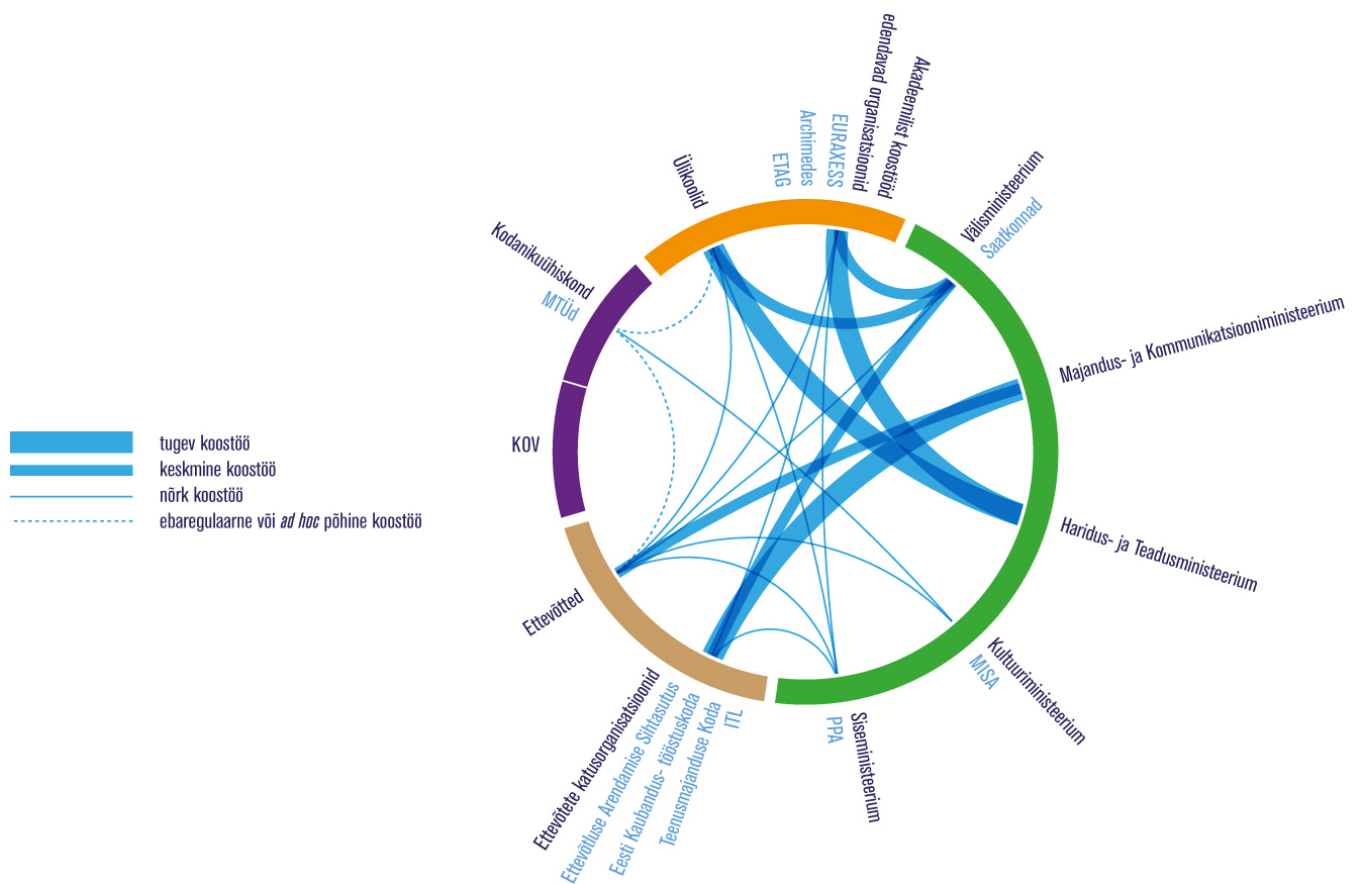 edendavad organisatsioonid
Akadeemilist koostööd
EURAXESS
Archimedes
ETAG
Ülikoolid
Kodanikuühiskond
MTÜd
KOV
Välisministeerium
Saatkonnad
Majandus- ja Kommunikatsiooniministeerium
Haridus- ja Teadusministeerium
Kultuuriministeerium
MISA
Siseministeerium
PPA
Ettevõtted
Ettevõtete katusorganisatsioonid
Ettevõtluse Arendamise Sihtasutus
Eesti Kaubandus- tööstuskoda
Teenusmajanduse Koda
ITL
tugev koostöö
keskmine koostöö
nõrk koostöö
ebaregulaarne või ad hoc põhine koostöö